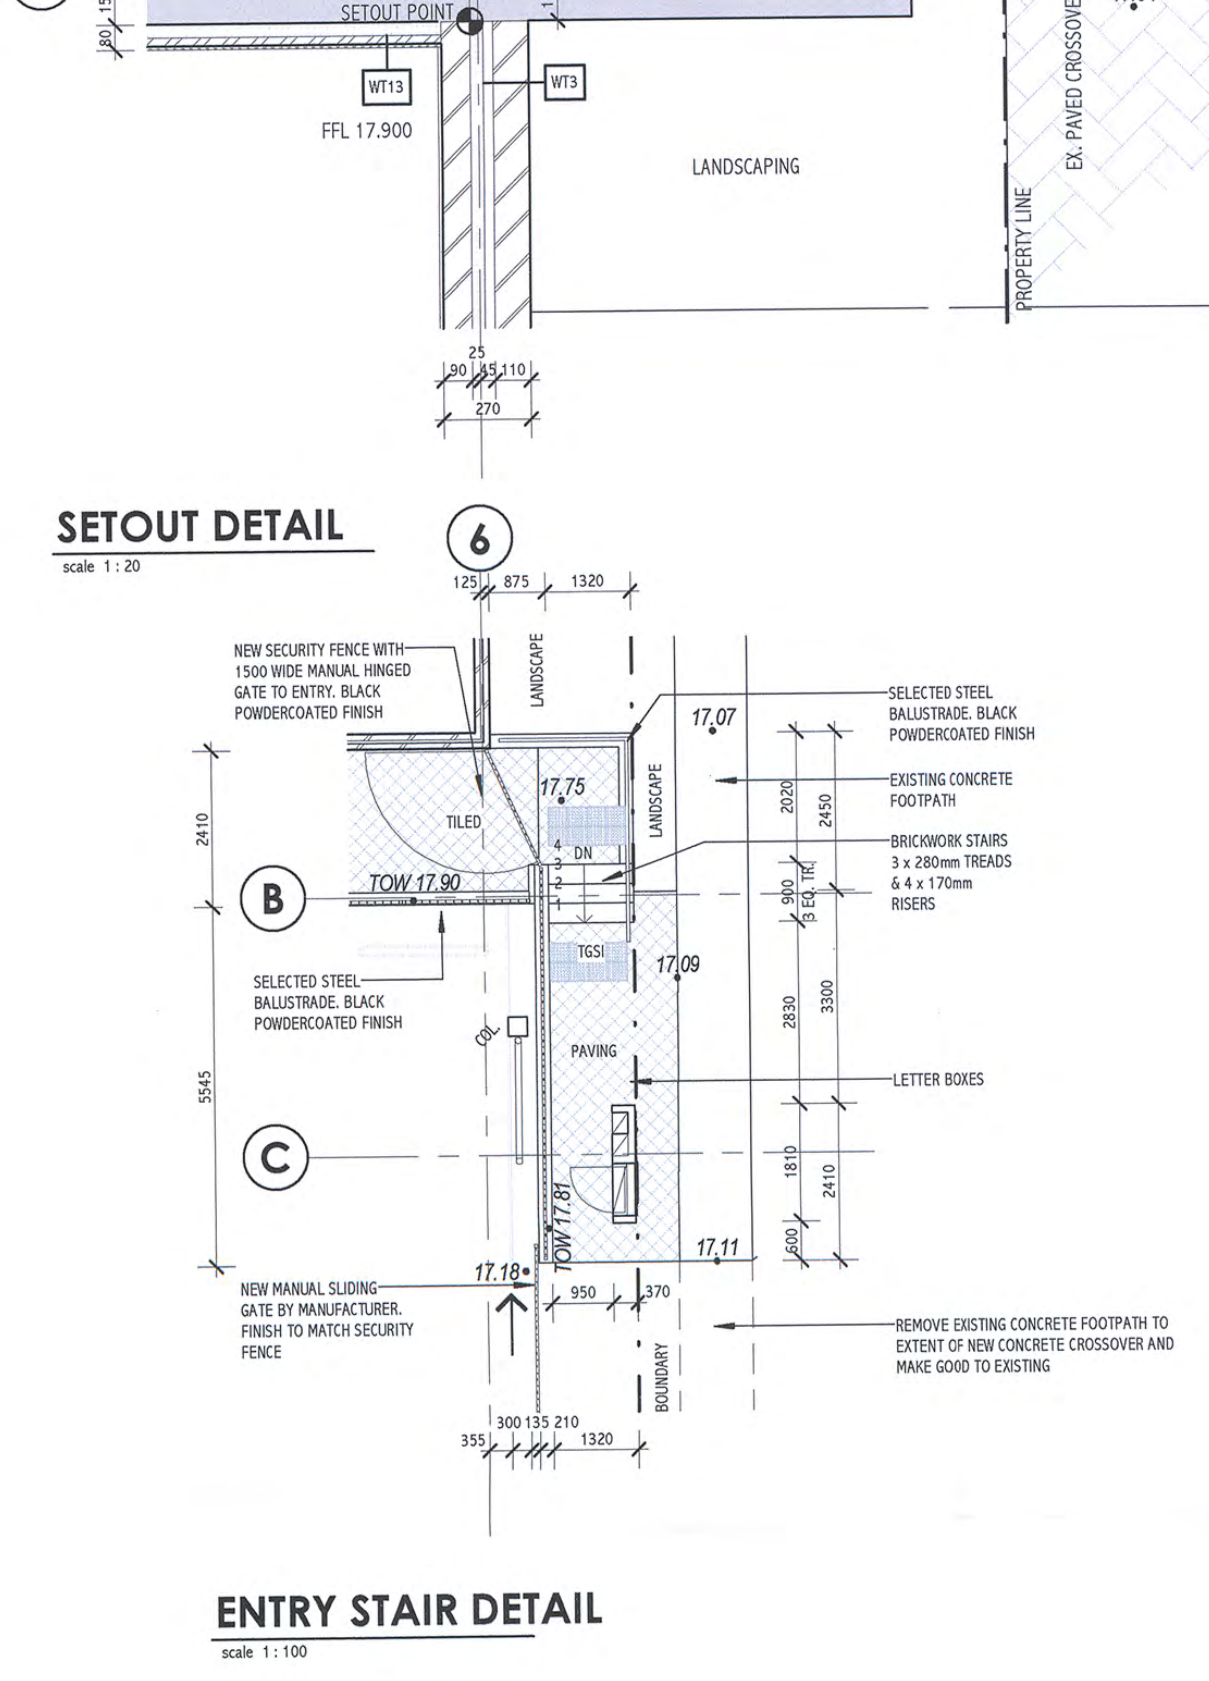 SETOUT POINT
80
15
1
WT13
WT3
FFL 17.900
LANDSCAPING
PROPERTY LINE
EX. PAVED CROSSOVE
25
90 45 110
270
SETOUT DETAIL
scale 1 : 20
6
125 875 1320
NEW SECURITY FENCE WITH
1500 WIDE MANUAL HINGED
GATE TO ENTRY. BLACK
POWDERCOATED FINISH
LANDSCAPE
SELECTED STEEL
BALUSTRADE. BLACK
POWDERCOATED FINISH
17.07
LANDSCAPE
EXISTING CONCRETE
FOOTPATH
17.75
TILED
2410
2020
2450
BRICKWORK STAIRS
3 x 280mm TREADS
& 4 x 170mm
RISERS
4
3
2
1
DN
TOW 17.90
B
900
3 EQ. TR.
TGSI
17.09
SELECTED STEEL
BALUSTRADE. BLACK
POWDERCOATED FINISH
COL.
PAVING
2830
3300
LETTER BOXES
5545
C
1810
2410
600
TOW 17.81
17.18
17.11
NEW MANUAL SLIDING
GATE BY MANUFACTURER.
FINISH TO MATCH SECURITY
FENCE
950 370
REMOVE EXISTING CONCRETE FOOTPATH TO
EXTENT OF NEW CONCRETE CROSSOVER AND
MAKE GOOD TO EXISTING
BOUNDARY
300 135 210
355 1320
ENTRY STAIR DETAIL
scale 1 : 100